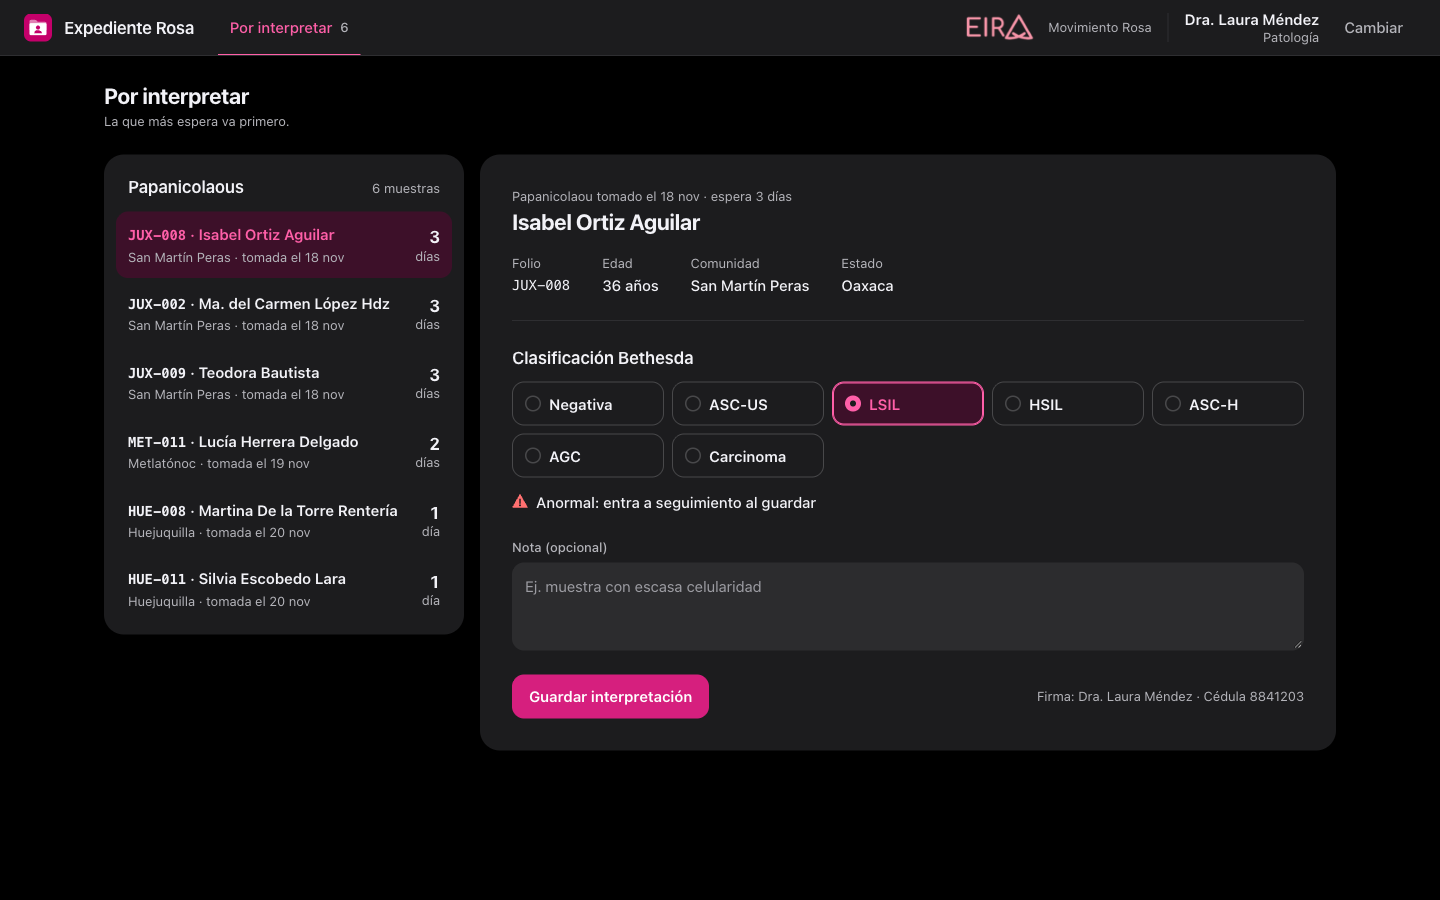 Expediente Rosa
Por interpretar 6
EIRA
Movimiento Rosa
Dra. Laura Méndez
Patología
Cambiar
Por interpretar
La que más espera va primero.
Papanicolaous
6 muestras
JUX-008 · Isabel Ortiz Aguilar
San Martín Peras · tomada el 18 nov
3
días
JUX-002 · Ma. del Carmen López Hdz
San Martín Peras · tomada el 18 nov
3
días
JUX-009 · Teodora Bautista
San Martín Peras · tomada el 18 nov
3
días
MET-011 · Lucía Herrera Delgado
Metlatónoc · tomada el 19 nov
2
días
HUE-008 · Martina De la Torre Rentería
Huejuquilla · tomada el 20 nov
1
día
HUE-011 · Silvia Escobedo Lara
Huejuquilla · tomada el 20 nov
1
día
Papanicolaou tomado el 18 nov · espera 3 días
Isabel Ortiz Aguilar
Folio
JUX-008
Edad
36 años
Comunidad
San Martín Peras
Estado
Oaxaca
Clasificación Bethesda
Negativa
ASC-US
LSIL
HSIL
ASC-H
AGC
Carcinoma
Anormal: entra a seguimiento al guardar
Nota (opcional)
Ej. muestra con escasa celularidad
Guardar interpretación
Firma: Dra. Laura Méndez · Cédula 8841203